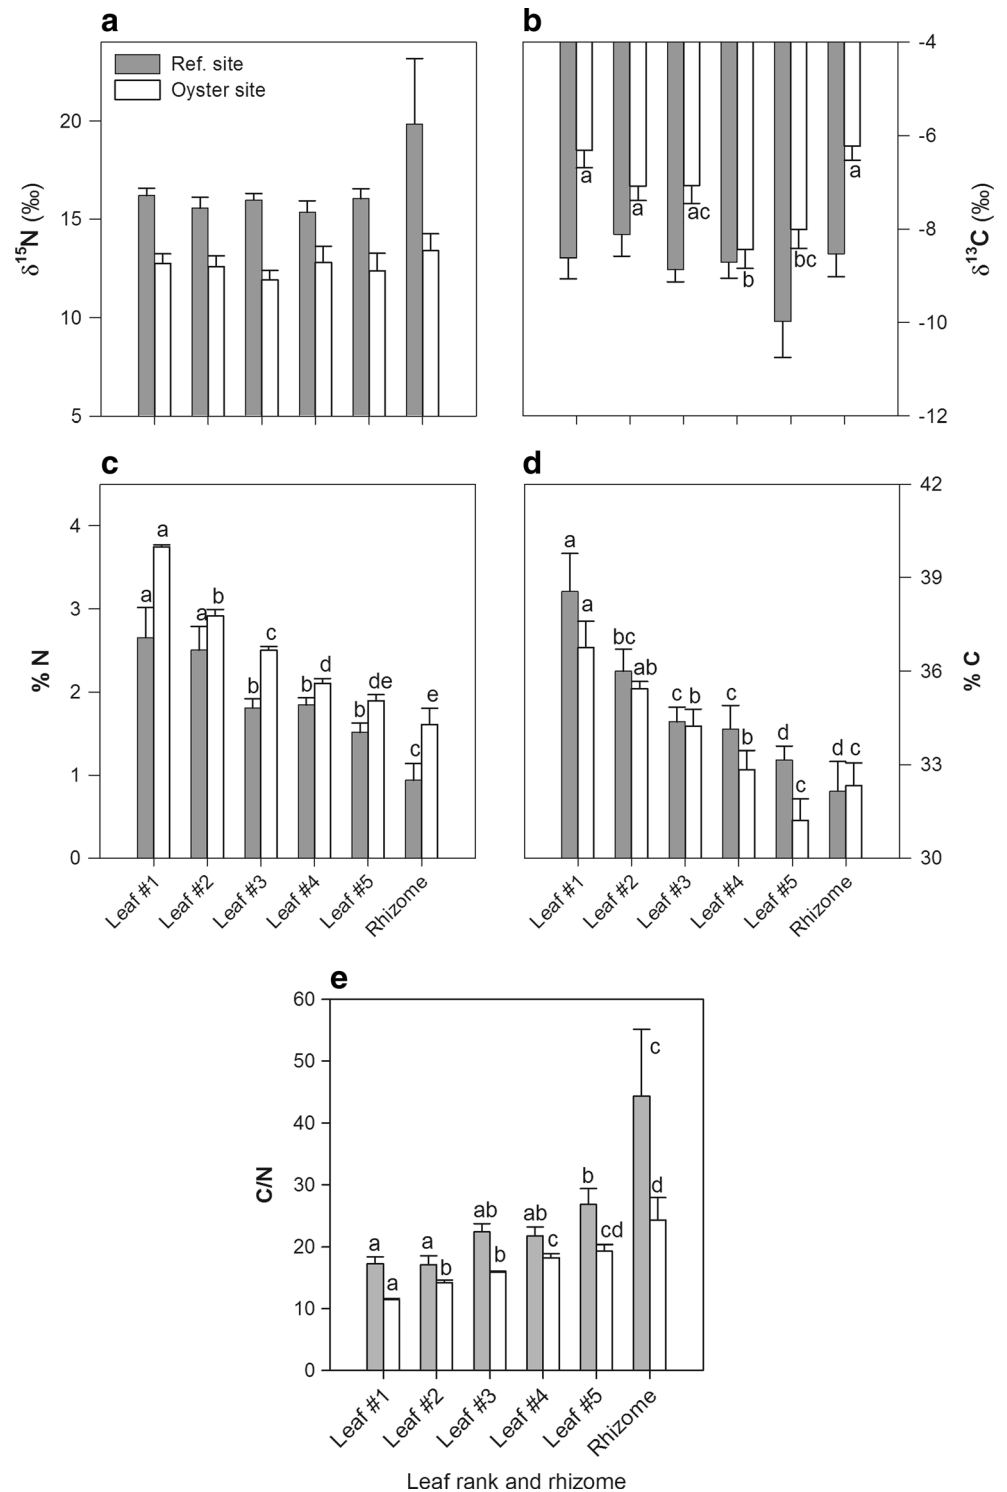 a
Ref. site
Oyster site
20
15
10
5
δ15N (‰)
b
-4
-6
-8
-10
-12
δ13C (‰)
a
a
ac
b
bc
a
c
4
3
2
1
0
% N
a
a
a
b
b
c
b
d
b
de
c
e
Leaf #1
Leaf #2
Leaf #3
Leaf #4
Leaf #5
Rhizome
d
42
39
36
33
30
% C
a
a
bc
ab
c
b
c
b
d
c
d
c
Leaf #1
Leaf #2
Leaf #3
Leaf #4
Leaf #5
Rhizome
e
60
50
40
30
20
10
0
C/N
a
a
a
b
ab
b
ab
c
b
cd
c
d
Leaf #1
Leaf #2
Leaf #3
Leaf #4
Leaf #5
Rhizome
Leaf rank and rhizome